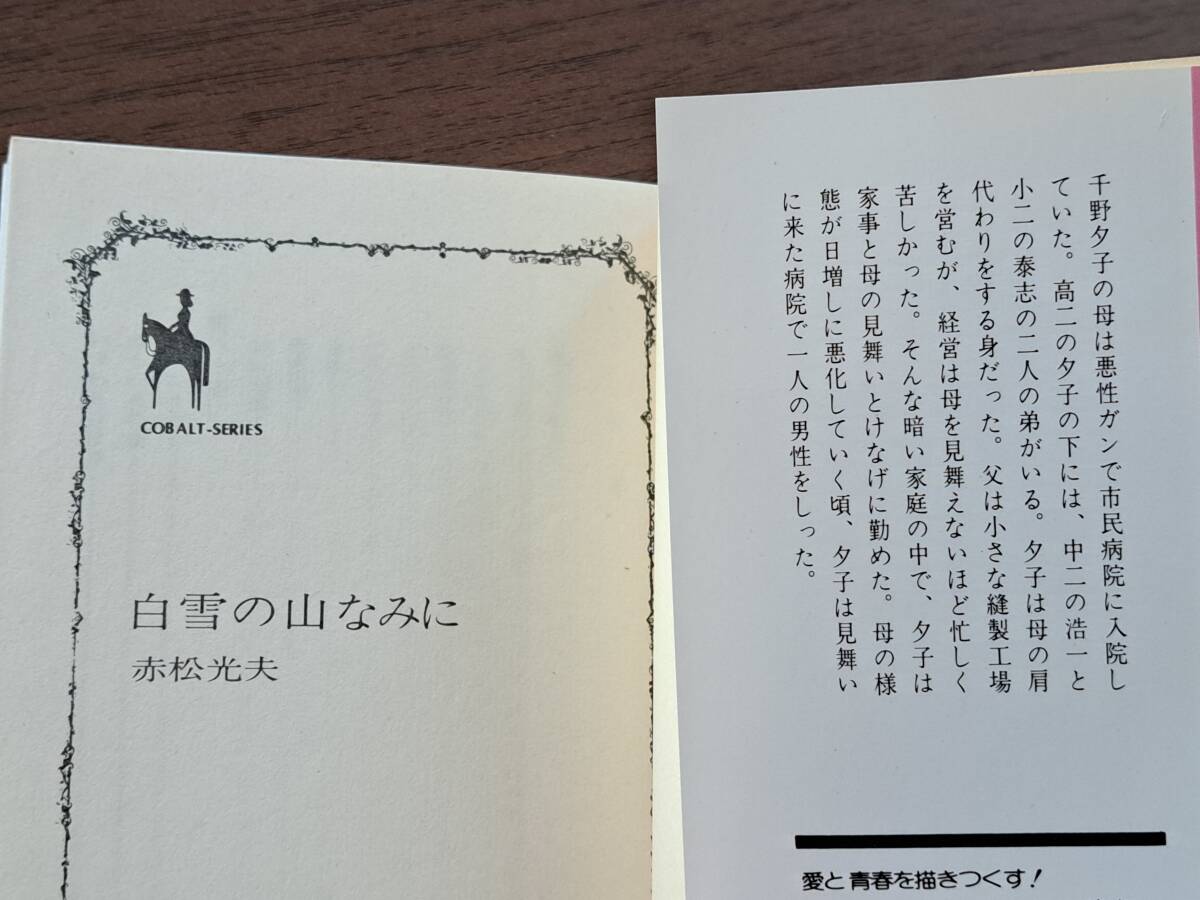 COBALT-SERIES
白雪の山なみに
赤松光夫
千野夕子の母は悪性ガンで市民病院に入院し
ていた。高二の夕子の下には、中二の浩一と
小二の泰志の二人の弟がいる。夕子は母の肩
代わりをする身だった。父は小さな縫製工場
を営むが、経営は母を見舞えないほど忙しく
苦しかった。そんな暗い家庭の中で、夕子は
家事と母の見舞いとけなげに勤めた。母の様
態が日増しに悪化していく頃、夕子は見舞い
に来た病院で一人の男性をしった。
愛と青春を描きつくす！